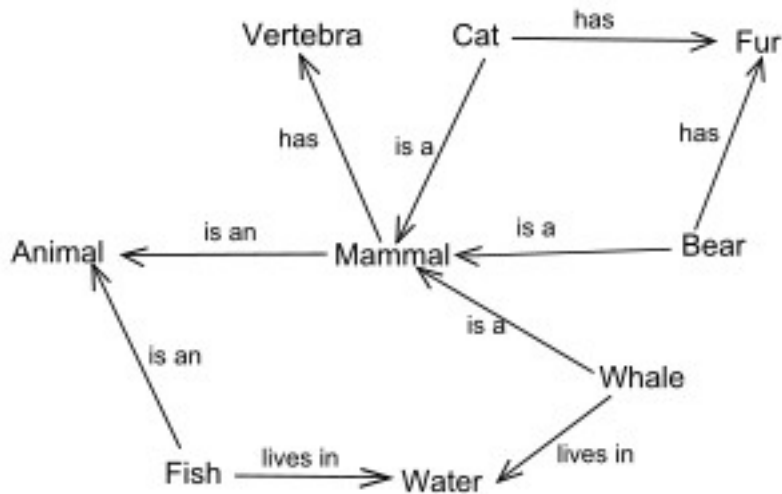 Vertebra
Cat
has
Fur
has
is a
has
is an
is a
Animal
Mammal
Bear
is a
is an
Whale
lives in
lives in
Fish
Water